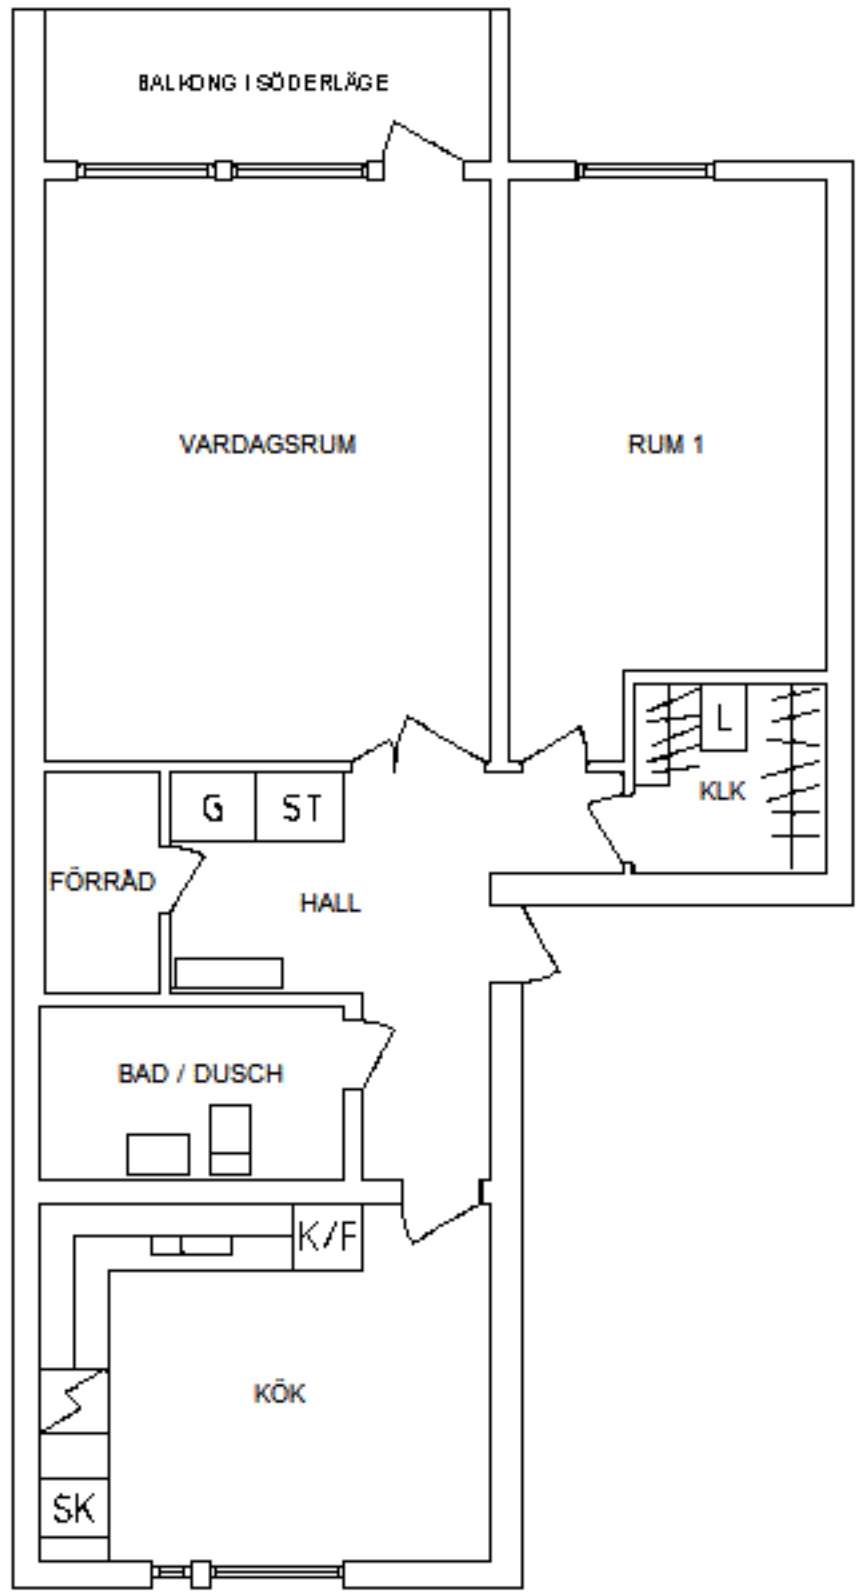 BALKONG I SÖDERLÄGE
VARDAGSRUM
RUM 1
L
KLK
G
ST
FÖRRÅD
HALL
BAD / DUSCH
K/F
KÖK
SK